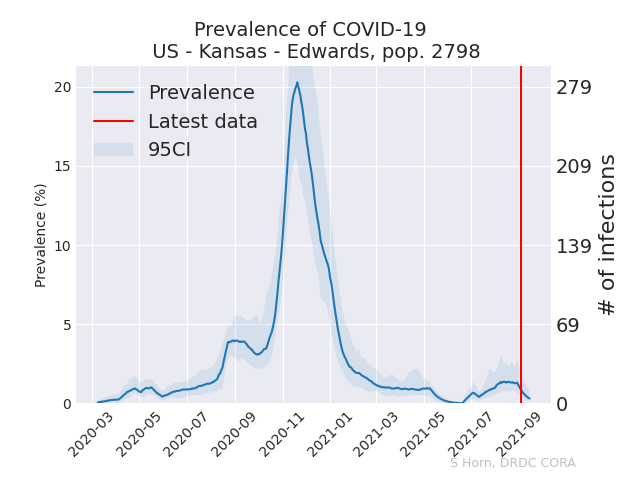 Prevalence of COVID-19
US - Kansas - Edwards, pop. 2798
Prevalence
Latest data
95CI
Prevalence (%)
20
15
10
5
0
279
209
139
69
0
# of infections
2020-03
2020-05
2020-07
2020-09
2020-11
2021-01
2021-03
2021-05
2021-07
2021-09
S Horn, DRDC CORA